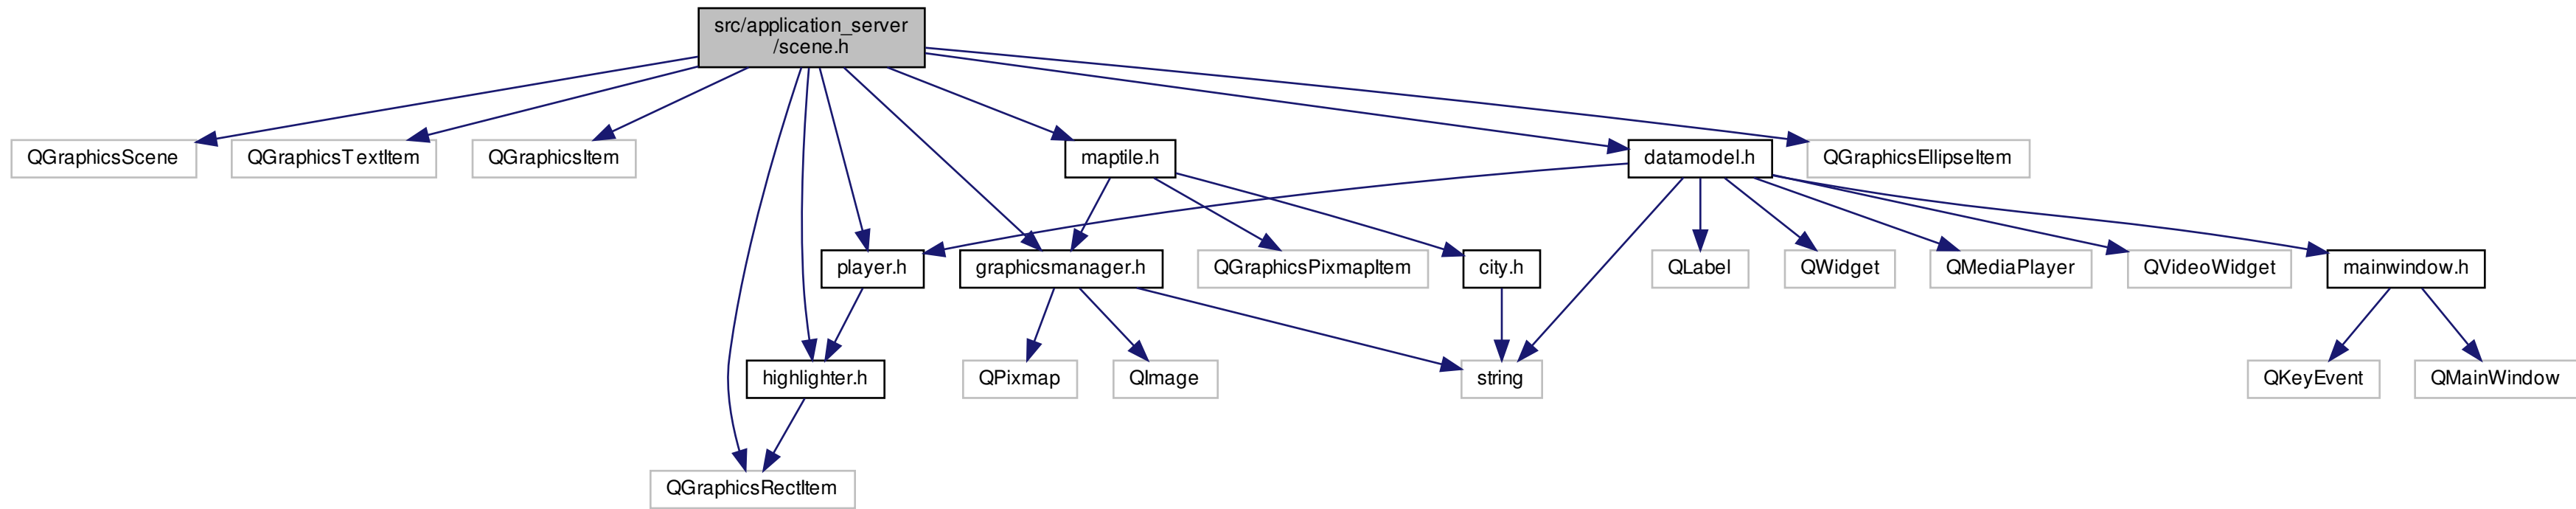 src/application_server
/scene.h
QGraphicsScene
QGraphicsTextItem
QGraphicsItem
maptile.h
datamodel.h
QGraphicsEllipseItem
player.h
graphicsmanager.h
QGraphicsPixmapItem
city.h
QLabel
QWidget
QMediaPlayer
QVideoWidget
mainwindow.h
highlighter.h
QPixmap
QImage
string
QKeyEvent
QMainWindow
QGraphicsRectItem